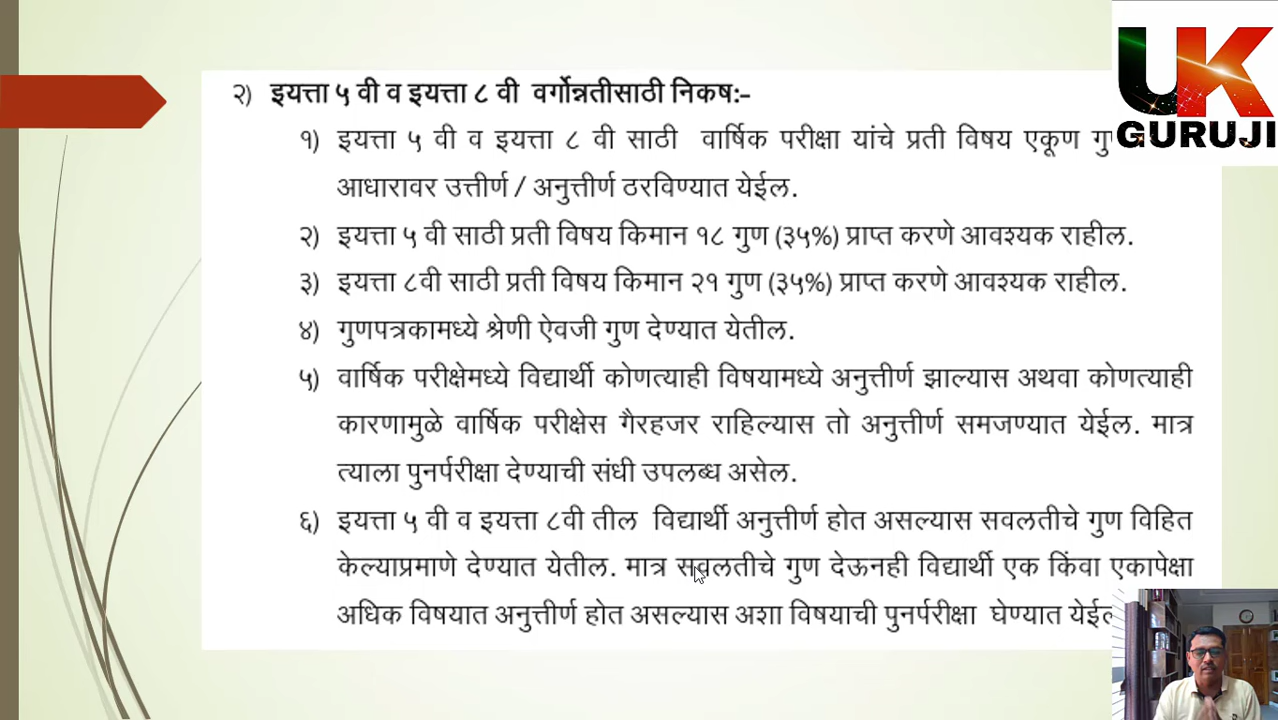 UK
GURUJI
२) इयत्ता ५ वी व इयत्ता ८ वी वर्गोन्नतीसाठी निकष:-
१) इयत्ता ५ वी व इयत्ता ८ वी साठी वार्षिक परीक्षा यांचे प्रती विषय एकूण
आधारावर उत्तीर्ण / अनुत्तीर्ण ठरविण्यात येईल.
२) इयत्ता ५ वी साठी प्रती विषय किमान १८ गुण (३५%) प्राप्त करणे आवश्यक राहील.
३) इयत्ता ८वी साठी प्रती विषय किमान २१ गुण (३५%) प्राप्त करणे आवश्यक राहील.
४) गुणपत्रकामध्ये श्रेणी ऐवजी गुण देण्यात येतील.
५) वार्षिक परीक्षेमध्ये विद्यार्थी कोणत्याही विषयामध्ये अनुत्तीर्ण झाल्यास अथवा कोणत्याही
कारणामुळे वार्षिक परीक्षेस गैरहजर राहिल्यास तो अनुत्तीर्ण समजण्यात येईल. मात्र
त्याला पुनर्परीक्षा देण्याची संधी उपलब्ध असेल.
६) इयत्ता ५ वी व इयत्ता ८वी तील विद्यार्थी अनुत्तीर्ण होत असल्यास सवलतीचे गुण विहित
केल्याप्रमाणे देण्यात येतील. मात्र सवलतीचे गुण देऊनही विद्यार्थी एक किंवा एकापेक्षा
अधिक विषयात अनुत्तीर्ण होत असल्यास अशा विषयाची पुनर्परीक्षा घेण्यात